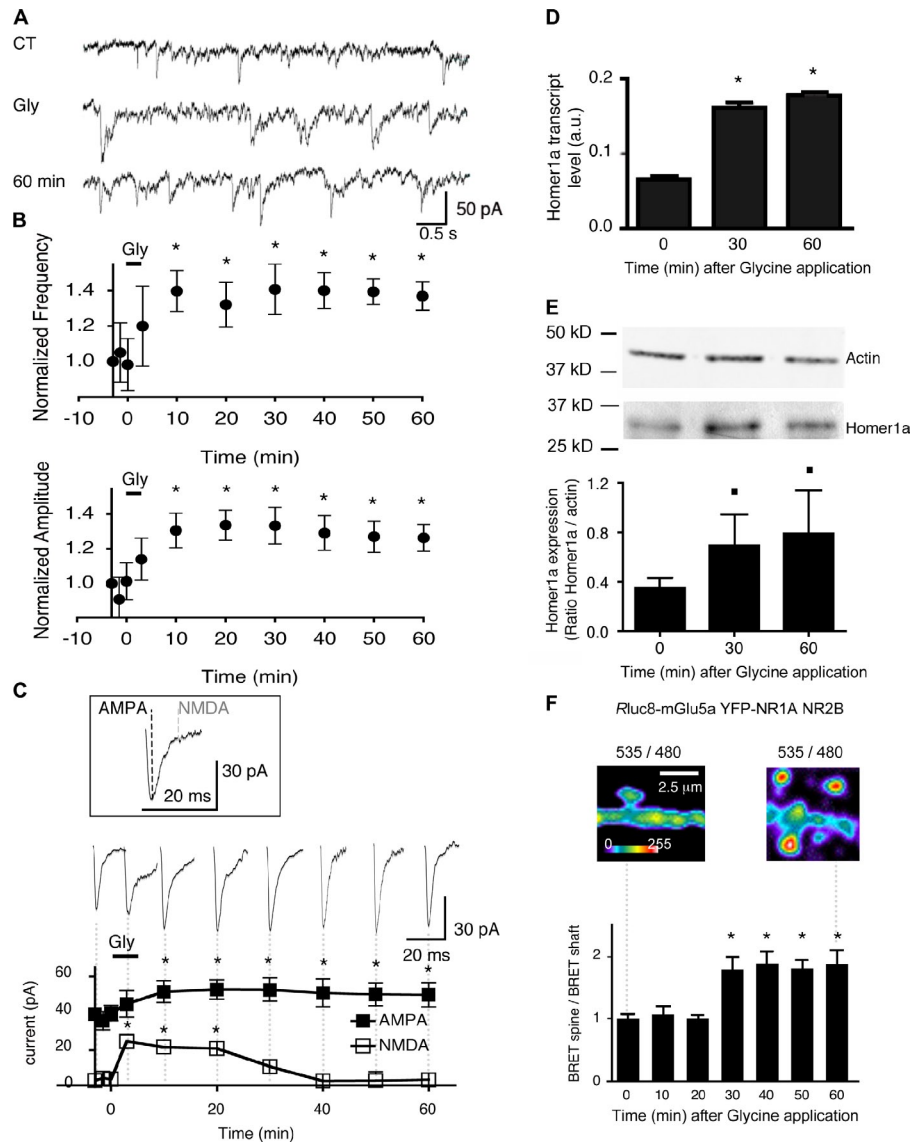 A
CT
Gly
60 min
50 pA
0.5 s
B
Gly
* * * * * *
Normalized Frequency
1.4
1.2
1.0
-10 0 10 20 30 40 50 60
Time (min)
Gly
* * * * * *
Normalized Amplitude
1.4
1.2
1.0
-10 0 10 20 30 40 50 60
Time (min)
C
AMPA NMDA
30 pA
20 ms
30 pA
20 ms
Gly
* * * * * *
* * *
current (pA)
60
40
20
0
AMPA
NMDA
0 20 40 60
Time (min)
D
* *
Homer1a transcript
level (a.u.)
0.2
0.1
0.0
0 30 60
Time (min) after Glycine application
E
50 kD
37 kD
Actin
37 kD
25 kD
Homer1a
Homer1a expression
(Ratio Homer1a / actin)
1.2
0.8
0.4
0.0
0 30 60
Time (min) after Glycine application
F
Rluc8-mGlu5a YFP-NR1A NR2B
535 / 480 535 / 480
2.5 μm
0 255
* * * *
BRET spine / BRET shaft
2
1
0
0 10 20 30 40 50 60
Time (min) after Glycine application